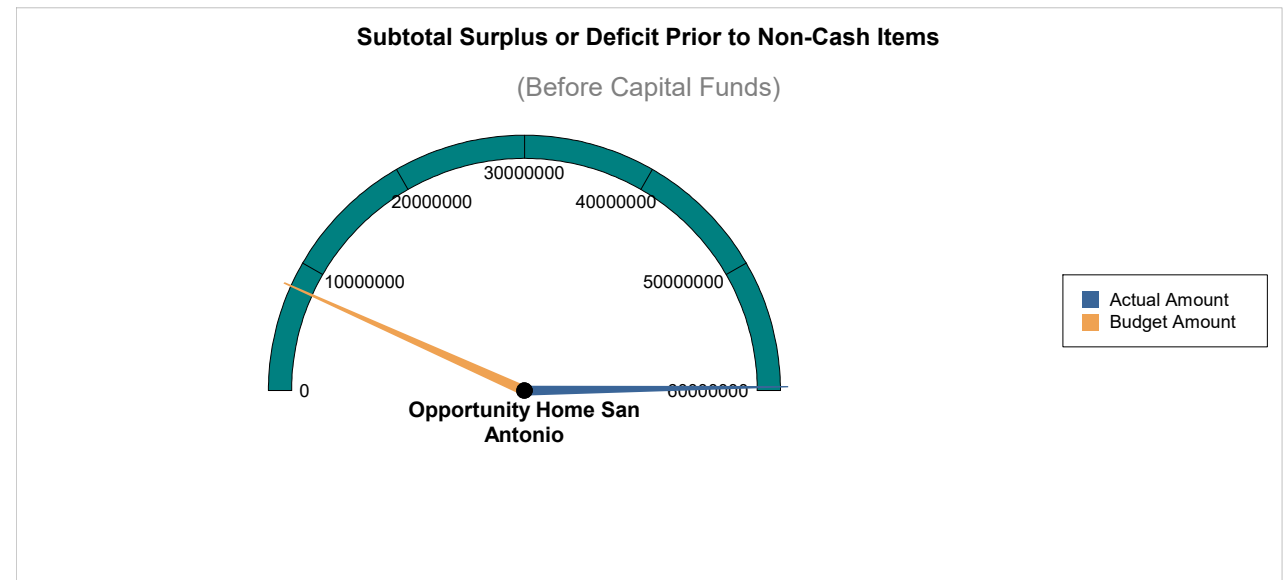 Subtotal Surplus or Deficit Prior to Non-Cash Items
(Before Capital Funds)
30000000
20000000
40000000
10000000
50000000
0
60000000
Opportunity Home San
Antonio
Actual Amount
Budget Amount